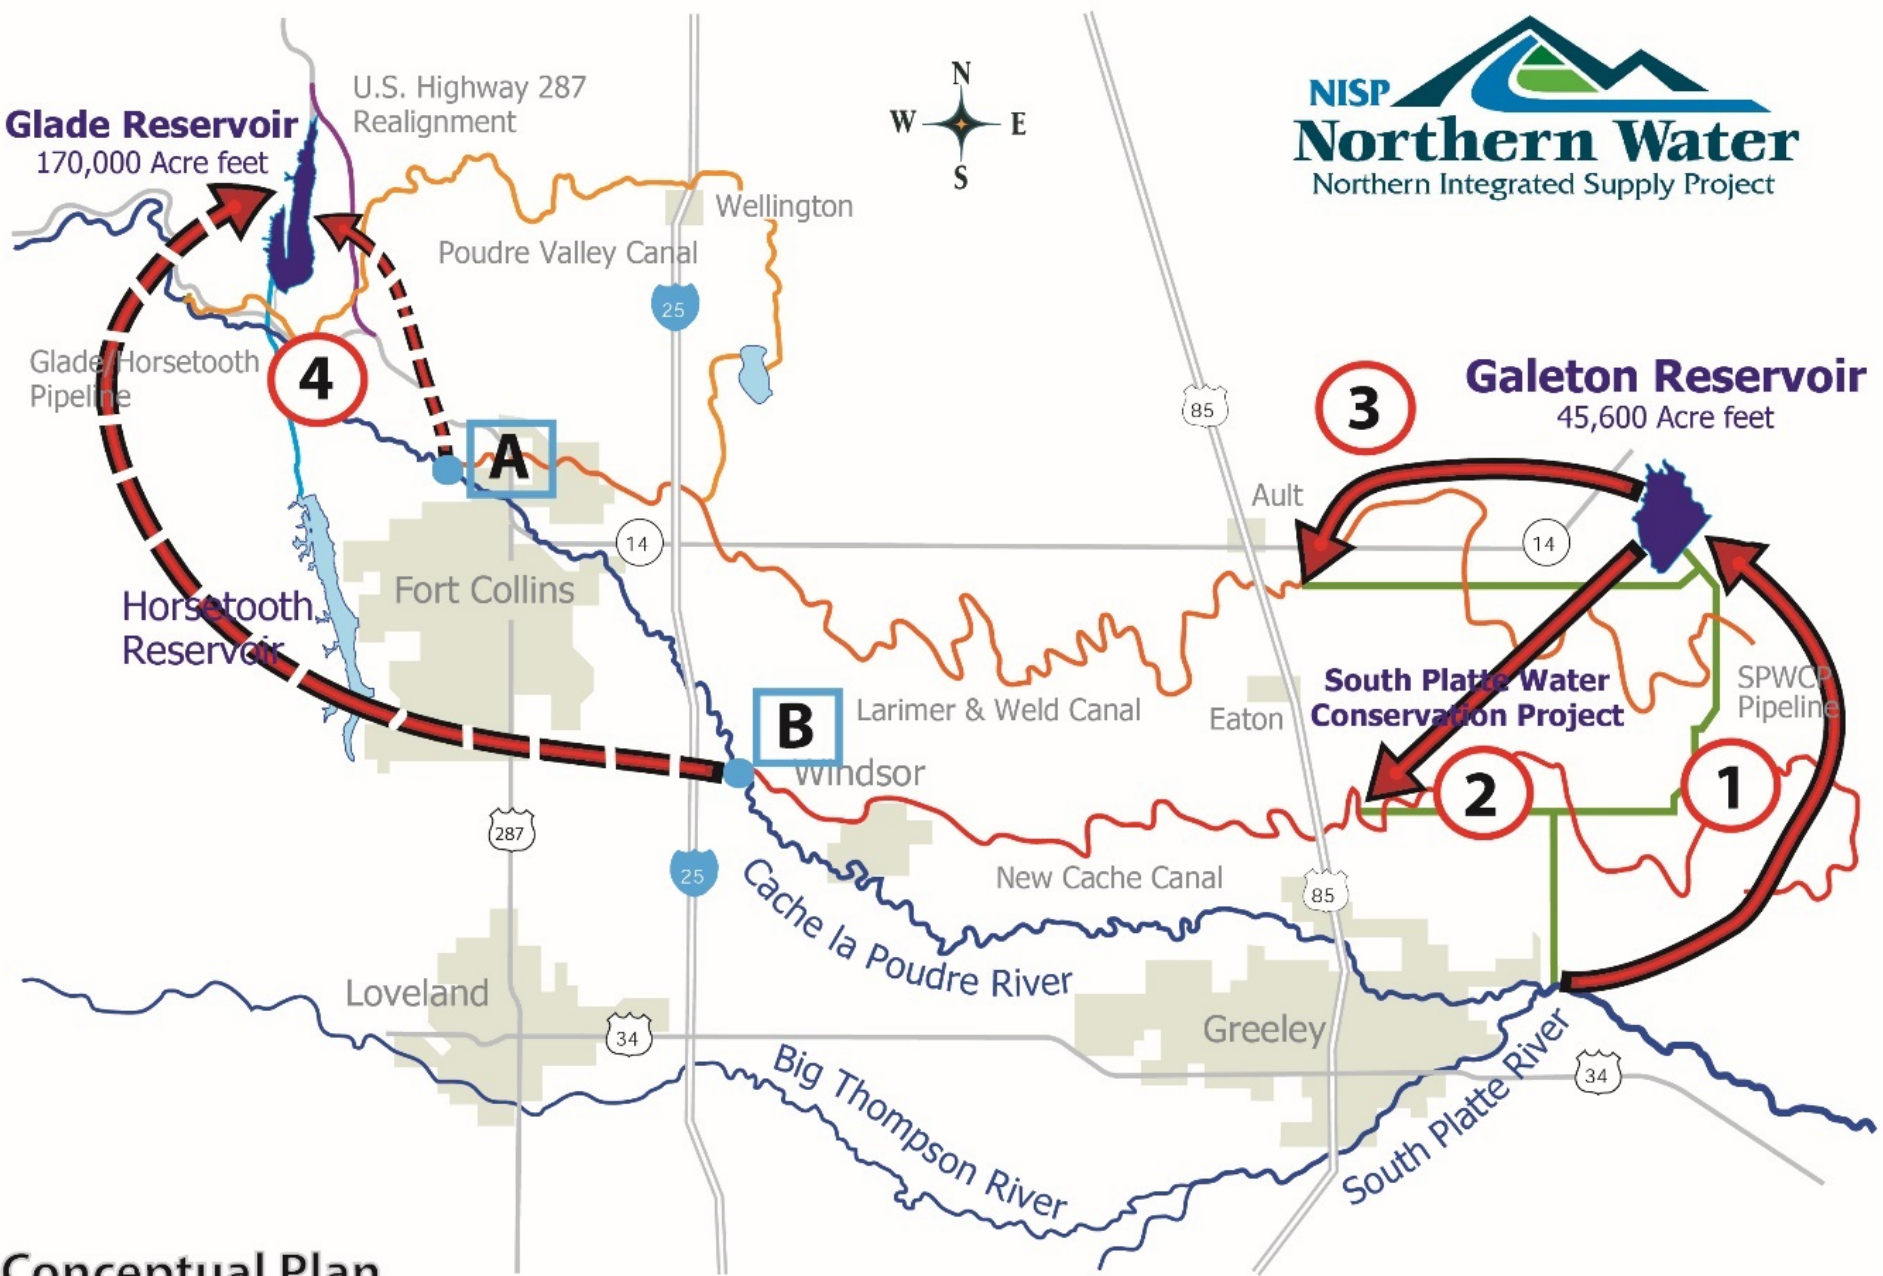 NISP
Northern Water
Northern Integrated Supply Project
N
W
E
S
U.S. Highway 287
Realignment
Glade Reservoir
170,000 Acre feet
Wellington
Poudre Valley Canal
25
Glade/Horsetooth
Pipeline
4
85
3
Galeton Reservoir
45,600 Acre feet
A
Ault
14
14
Fort Collins
Horsetooth
Reservoir
South Platte Water
Conservation Project
SPWCP
Pipeline
B
Larimer & Weld Canal
Eaton
Windsor
2
1
287
25
New Cache Canal
85
Cache la Poudre River
Loveland
34
Greeley
Big Thompson River
South Platte River
34
Conceptual Plan